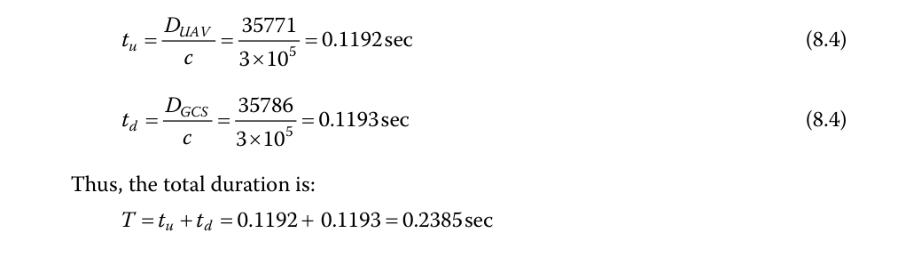 t_u = D_UAV / c = 35771 / 3×10^5 = 0.1192 sec (8.4)
t_d = D_GCS / c = 35786 / 3×10^5 = 0.1193 sec (8.4)
Thus, the total duration is:
T = t_u + t_d = 0.1192 + 0.1193 = 0.2385 sec